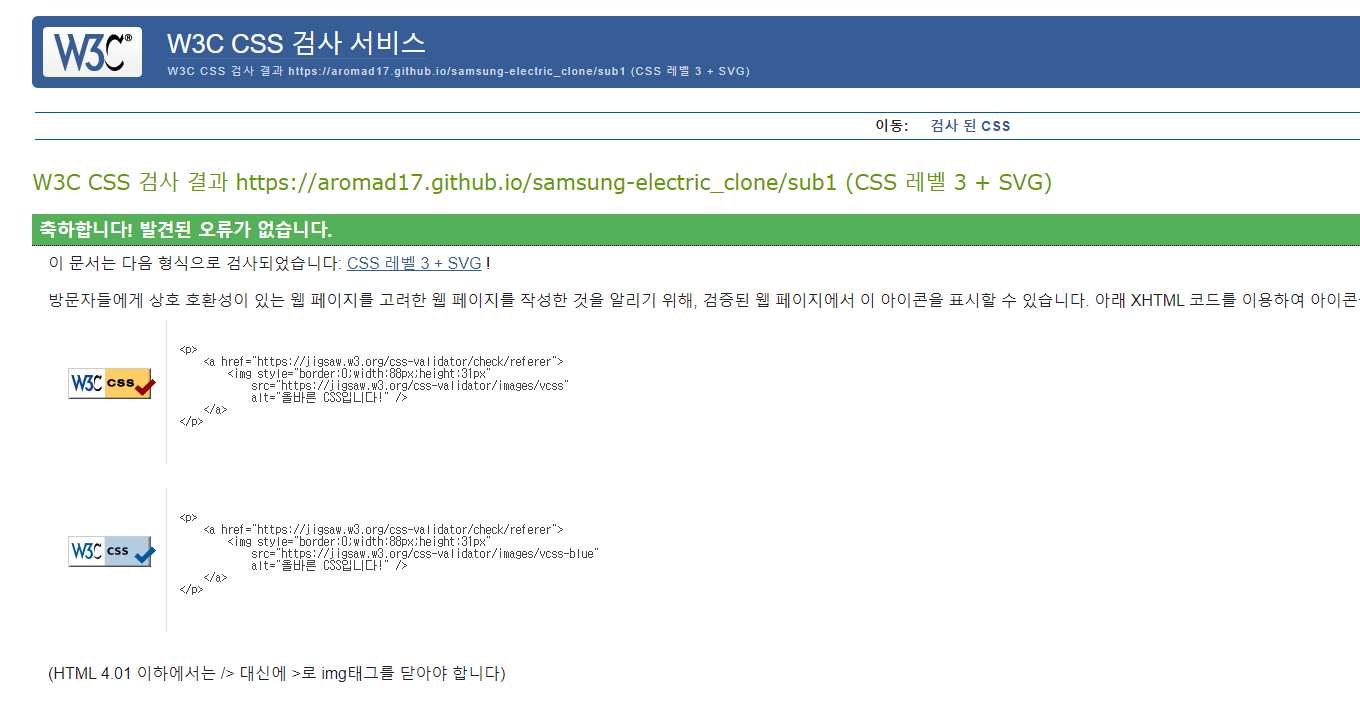 W3C® W3C CSS 검사 서비스
W3C CSS 검사 결과 https://aromad17.github.io/samsung-electric_clone/sub1 (CSS 레벨 3 + SVG)
이동: 검사 된 CSS
W3C CSS 검사 결과 https://aromad17.github.io/samsung-electric_clone/sub1 (CSS 레벨 3 + SVG)
축하합니다! 발견된 오류가 없습니다.
이 문서는 다음 형식으로 검사되었습니다: CSS 레벨 3 + SVG !
방문자들에게 상호 호환성이 있는 웹 페이지를 고려한 웹 페이지를 작성한 것을 알리기 위해, 검증된 웹 페이지에서 이 아이콘을 표시할 수 있습니다. 아래 XHTML 코드를 이용하여 아이콘
W3C css
<p>
<a href="https://jigsaw.w3.org/css-validator/check/referer">
<img style="border:0;width:88px;height:31px"
src="https://jigsaw.w3.org/css-validator/images/vcss"
alt="올바른 CSS입니다!" />
</a>
</p>
W3C css
<p>
<a href="https://jigsaw.w3.org/css-validator/check/referer">
<img style="border:0;width:88px;height:31px"
src="https://jigsaw.w3.org/css-validator/images/vcss-blue"
alt="올바른 CSS입니다!" />
</a>
</p>
(HTML 4.01 이하에서는 /> 대신에 >로 img태그를 닫아야 합니다)